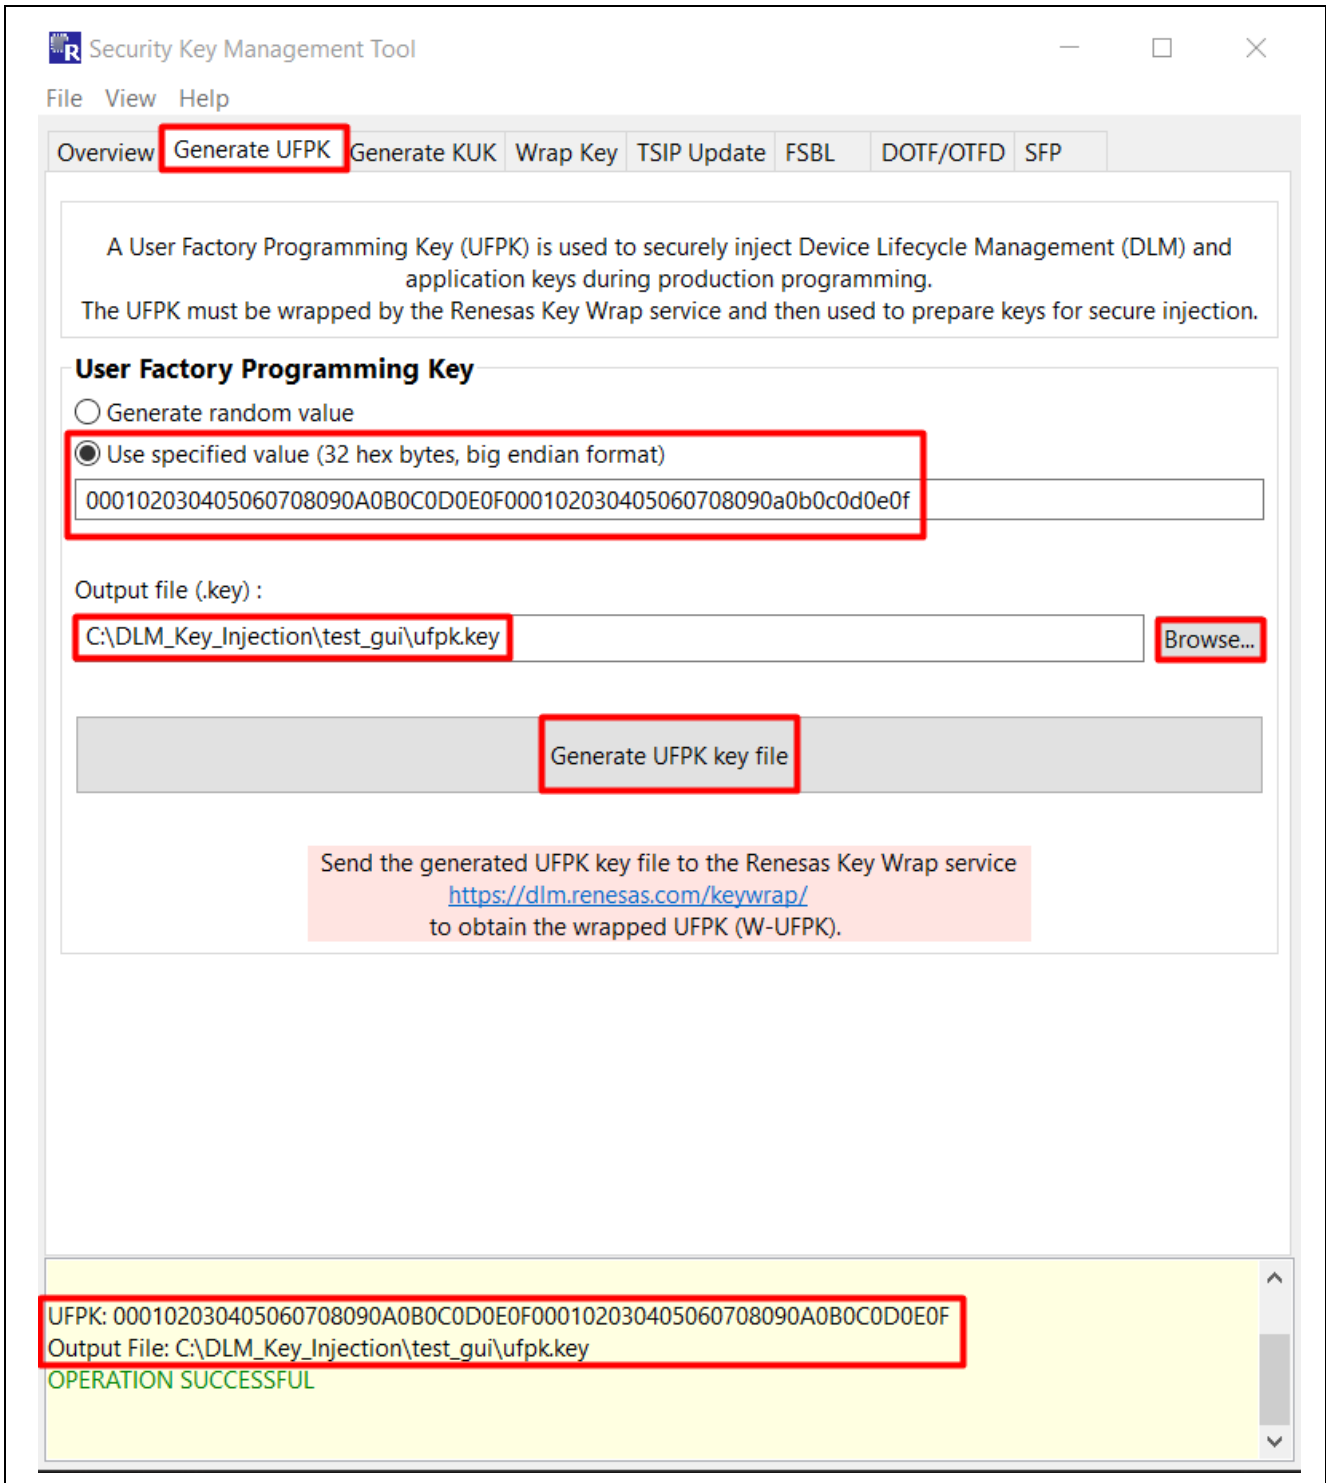 Security Key Management Tool
File View Help
Overview Generate UFPK Generate KUK Wrap Key TSIP Update FSBL DOTF/OTFD SFP
A User Factory Programming Key (UFPK) is used to securely inject Device Lifecycle Management (DLM) and
application keys during production programming.
The UFPK must be wrapped by the Renesas Key Wrap service and then used to prepare keys for secure injection.
User Factory Programming Key
Generate random value
Use specified value (32 hex bytes, big endian format)
000102030405060708090A0B0C0D0E0F000102030405060708090a0b0c0d0e0f
Output file (.key) :
C:\DLM_Key_Injection\test_gui\ufpk.key
Browse...
Generate UFPK key file
Send the generated UFPK key file to the Renesas Key Wrap service
https://dlm.renesas.com/keywrap/
to obtain the wrapped UFPK (W-UFPK).
UFPK: 000102030405060708090A0B0C0D0E0F000102030405060708090A0B0C0D0E0F
Output File: C:\DLM_Key_Injection\test_gui\ufpk.key
OPERATION SUCCESSFUL